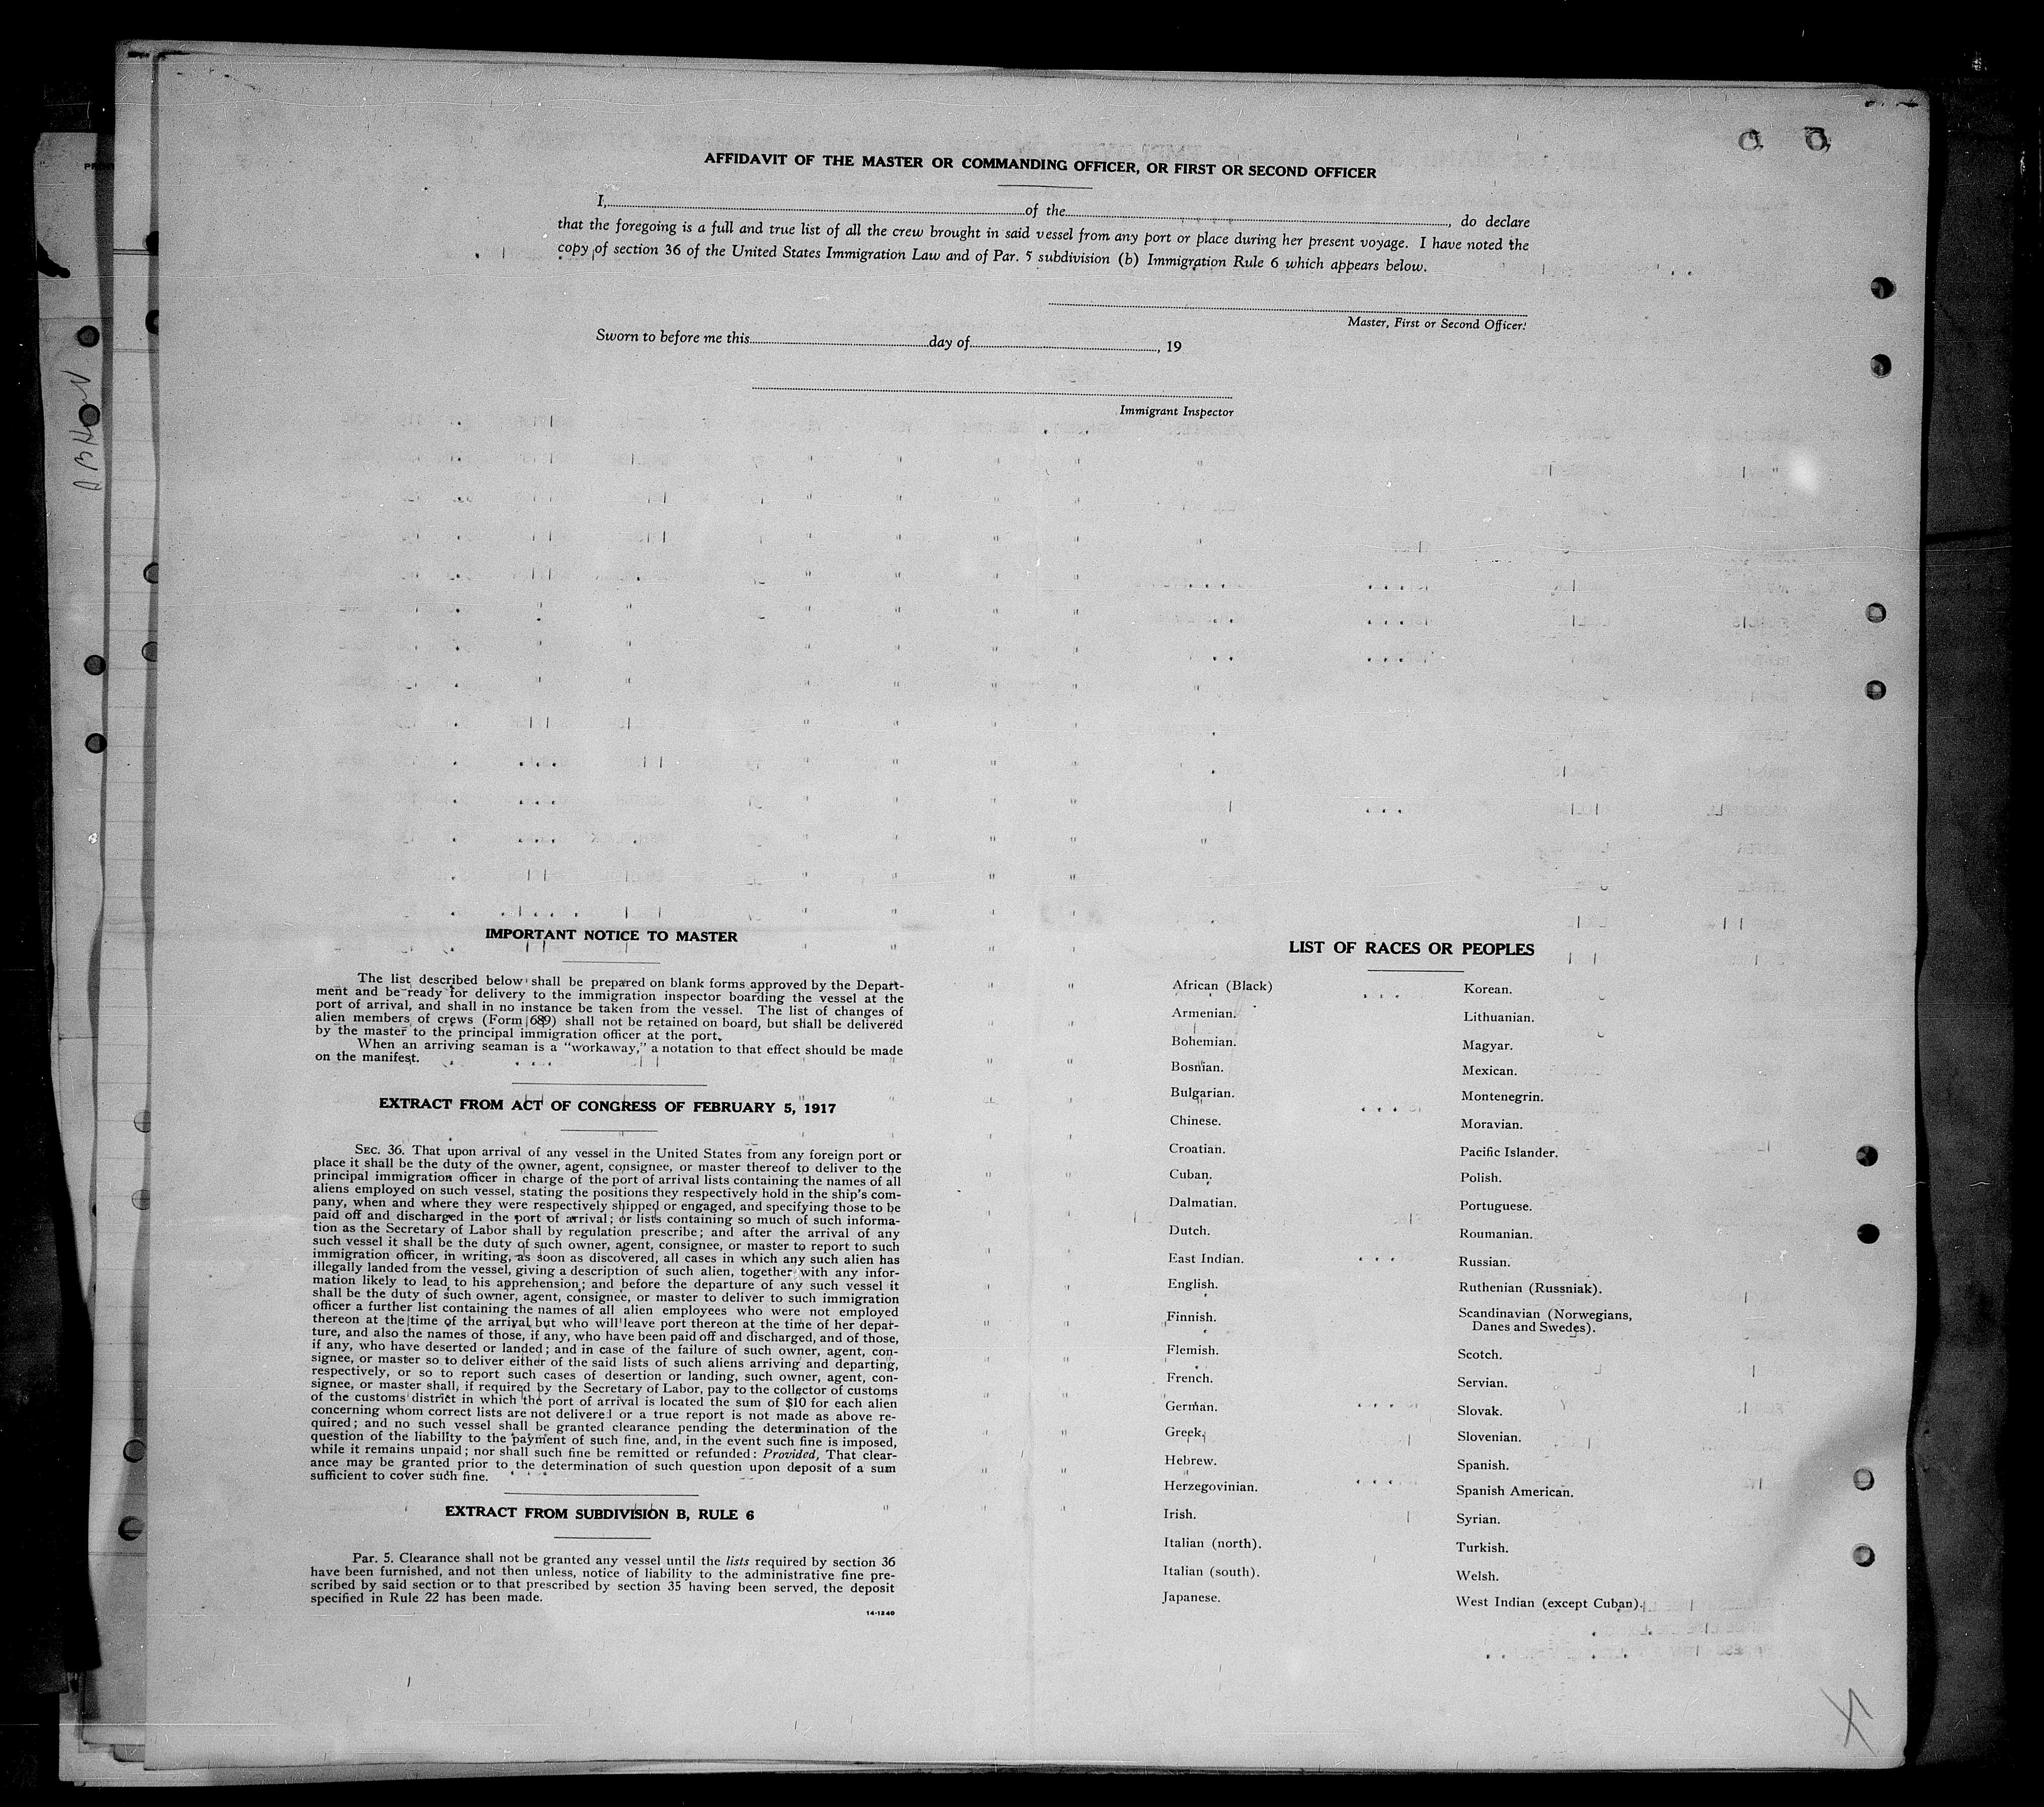 AFFIDAVIT OF THE MASTER OR COMMANDING OFFICER, OR FIRST OR SECOND OFFICER
I, of the , do declare
that the foregoing is a full and true list of all the crew brought in said vessel from any port or place during her present voyage. I have noted the
copy of section 36 of the United States Immigration Law and of Par. 5 subdivision (b) Immigration Rule 6 which appears below.
Master, First or Second Officer.
Sworn to before me this day of , 19
Immigrant Inspector
IMPORTANT NOTICE TO MASTER
The list described below shall be prepared on blank forms approved by the Depart-
ment and be ready for delivery to the immigration inspector boarding the vessel at the
port of arrival, and shall in no instance be taken from the vessel. The list of changes of
alien members of crews (Form 689) shall not be retained on board, but shall be delivered
by the master to the principal immigration officer at the port.
When an arriving seaman is a "workaway," a notation to that effect should be made
on the manifest.
EXTRACT FROM ACT OF CONGRESS OF FEBRUARY 5, 1917
SEC. 36. That upon arrival of any vessel in the United States from any foreign port or
place it shall be the duty of the owner, agent, consignee, or master thereof to deliver to the
principal immigration officer in charge of the port of arrival lists containing the names of all
aliens employed on such vessel, stating the positions they respectively hold in the ship's com-
pany, when and where they were respectively shipped or engaged, and specifying those to be
paid off and discharged in the port of arrival; or lists containing so much of such informa-
tion as the Secretary of Labor shall by regulation prescribe; and after the arrival of any
such vessel it shall be the duty of such owner, agent, consignee, or master to report to such
immigration officer, in writing, as soon as discovered, all cases in which any such alien has
illegally landed from the vessel, giving a description of such alien, together with any infor-
mation likely to lead to his apprehension; and before the departure of any such vessel it
shall be the duty of such owner, agent, consignee, or master to deliver to such immigration
officer a further list containing the names of all alien employees who were not employed
thereon at the time of the arrival but who will leave port thereon at the time of her depar-
ture, and also the names of those, if any, who have been paid off and discharged, and of those,
if any, who have deserted or landed; and in case of the failure of such owner, agent, con-
signee, or master so to deliver either of the said lists of such aliens arriving and departing,
respectively, or so to report such cases of desertion or landing, such owner, agent, con-
signee, or master shall, if required by the Secretary of Labor, pay to the collector of customs
of the customs district in which the port of arrival is located the sum of $10 for each alien
concerning whom correct lists are not delivered or a true report is not made as above re-
quired; and no such vessel shall be granted clearance pending the determination of the
question of the liability to the payment of such fine, and, in the event such fine is imposed,
while it remains unpaid; nor shall such fine be remitted or refunded: Provided, That clear-
ance may be granted prior to the determination of such question upon deposit of a sum
sufficient to cover such fine.
EXTRACT FROM SUBDIVISION B, RULE 6
Par. 5. Clearance shall not be granted any vessel until the lists required by section 36
have been furnished, and not then unless, notice of liability to the administrative fine pre-
scribed by said section or to that prescribed by section 35 having been served, the deposit
specified in Rule 22 has been made.
14-1240
LIST OF RACES OR PEOPLES
African (Black)
Armenian.
Bohemian.
Bosnian.
Bulgarian.
Chinese.
Croatian.
Cuban.
Dalmatian.
Dutch.
East Indian.
English.
Finnish.
Flemish.
French.
German.
Greek.
Hebrew.
Herzegovinian.
Irish.
Italian (north).
Italian (south).
Japanese.
Korean.
Lithuanian.
Magyar.
Mexican.
Montenegrin.
Moravian.
Pacific Islander.
Polish.
Portuguese.
Roumanian.
Russian.
Ruthenian (Russniak).
Scandinavian (Norwegians,
Danes and Swedes).
Scotch.
Servian.
Slovak.
Slovenian.
Spanish.
Spanish American.
Syrian.
Turkish.
Welsh.
West Indian (except Cuban).